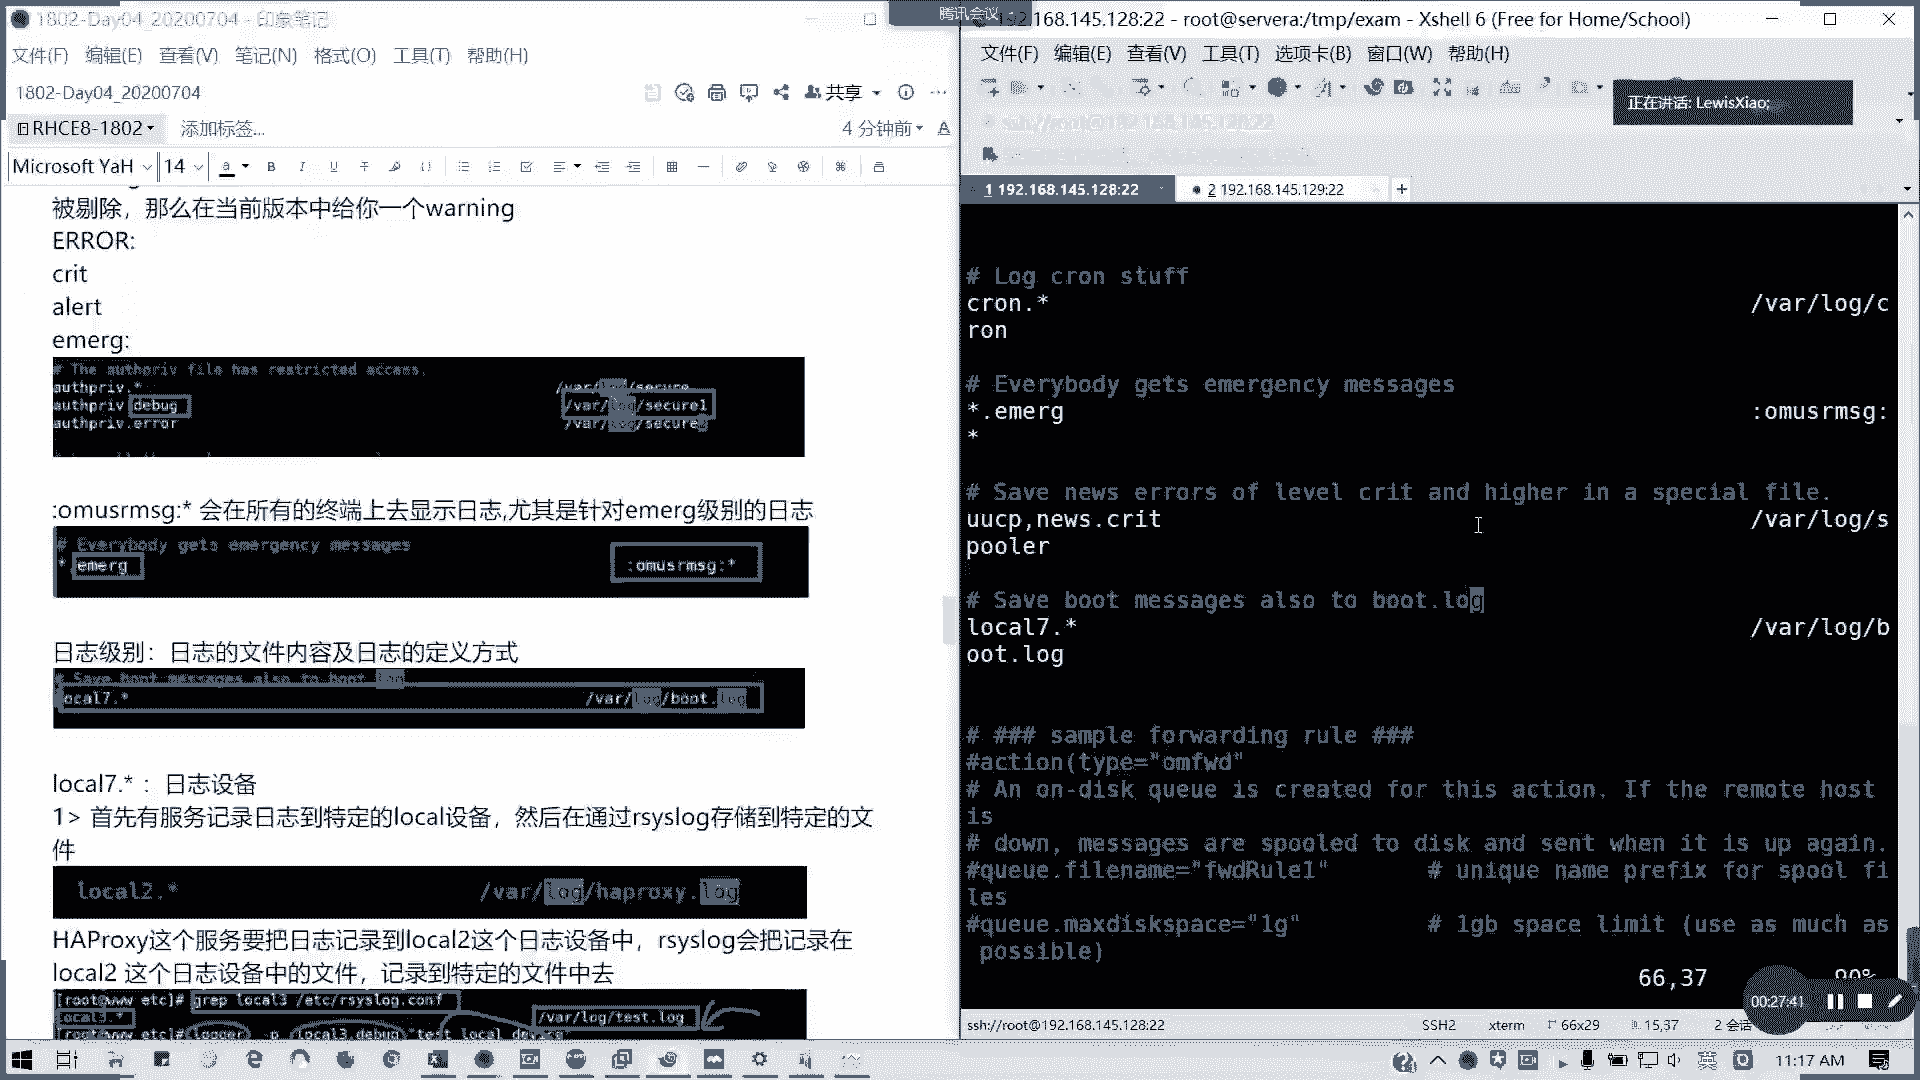 1802-Day04_20200704 - 印象笔记
文件(F) 编辑(E) 查看(V) 笔记(N) 格式(O) 工具(T) 帮助(H)
1802-Day04_20200704
共享
RHCE8-1802
添加标签...
4 分钟前
Microsoft YaH 14
被剔除，那么在当前版本中给你一个warning
ERROR:
crit
alert
emerg:
# The authpriv file has restricted access.
authpriv.* /var/log/secure
authpriv debug /var/log/secure1
authpriv.error /var/log/secure
:omusrmsg:* 会在所有的终端上去显示日志,尤其是针对emerg级别的日志
# Everybody gets emergency messages
* emerg :omusrmsg:*
日志级别：日志的文件内容及日志的定义方式
# Save boot messages also to boot log
ocal7.* /var/log/boot.log
local7.* ：日志设备
1> 首先有服务记录日志到特定的local设备，然后在通过rsyslog存储到特定的文
件
local2.* /var/log/haproxy.log
HAProxy这个服务要把日志记录到local2这个日志设备中，rsyslog会把记录在
local2 这个日志设备中的文件，记录到特定的文件中去
[root@www etc]# grep local3 /etc/rsyslog.conf
local3.* /var/log/test.log
[root@www etc]# logger -p local3.debug "test local device"
腾讯会议
192.168.145.128:22 - root@servera:/tmp/exam - Xshell 6 (Free for Home/School)
文件(F) 编辑(E) 查看(V) 工具(T) 选项卡(B) 窗口(W) 帮助(H)
正在讲话: LewisXiao;
ssh://root@192.168.145.128:22
1 192.168.145.128:22
2 192.168.145.129:22
# Log cron stuff
cron.* /var/log/c
ron
# Everybody gets emergency messages
*.emerg :omusrmsg:
*
# Save news errors of level crit and higher in a special file.
uucp,news.crit /var/log/s
pooler
# Save boot messages also to boot.log
local7.* /var/log/b
oot.log
# ### sample forwarding rule ###
#action(type="omfwd"
# An on-disk queue is created for this action. If the remote host
is
# down, messages are spooled to disk and sent when it is up again.
#queue.filename="fwdRule1" # unique name prefix for spool fi
les
#queue.maxdiskspace="1g" # 1gb space limit (use as much as
possible)
66,37 90%
00:27:41
ssh://root@192.168.145.128:22 SSH2 xterm 66x29 15,37 2 会话
英
11:17 AM